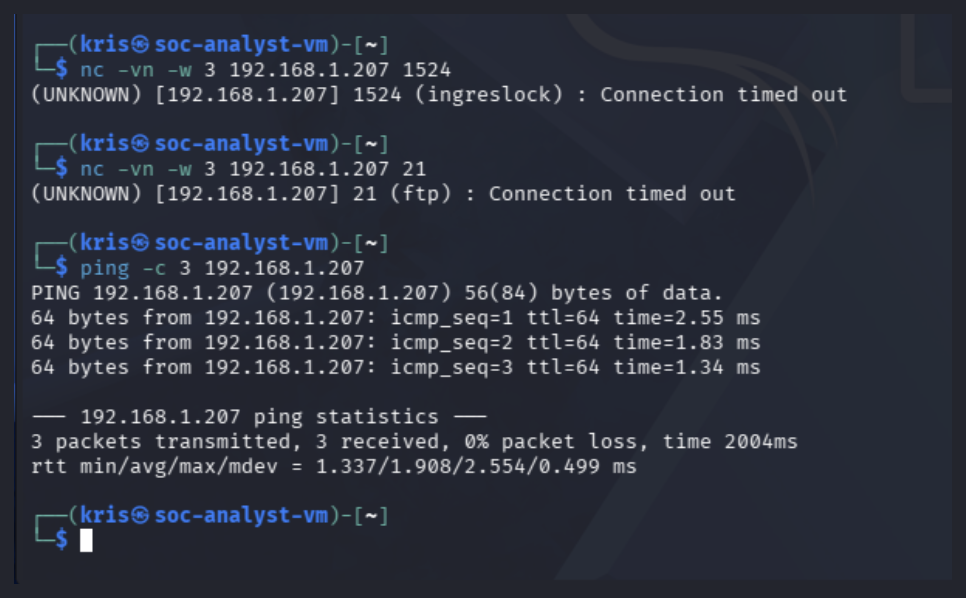 ┌──(kris㉿soc-analyst-vm)-[~]
└─$ nc -vn -w 3 192.168.1.207 1524
(UNKNOWN) [192.168.1.207] 1524 (ingreslock) : Connection timed out
┌──(kris㉿soc-analyst-vm)-[~]
└─$ nc -vn -w 3 192.168.1.207 21
(UNKNOWN) [192.168.1.207] 21 (ftp) : Connection timed out
┌──(kris㉿soc-analyst-vm)-[~]
└─$ ping -c 3 192.168.1.207
PING 192.168.1.207 (192.168.1.207) 56(84) bytes of data.
64 bytes from 192.168.1.207: icmp_seq=1 ttl=64 time=2.55 ms
64 bytes from 192.168.1.207: icmp_seq=2 ttl=64 time=1.83 ms
64 bytes from 192.168.1.207: icmp_seq=3 ttl=64 time=1.34 ms
--- 192.168.1.207 ping statistics ---
3 packets transmitted, 3 received, 0% packet loss, time 2004ms
rtt min/avg/max/mdev = 1.337/1.908/2.554/0.499 ms
┌──(kris㉿soc-analyst-vm)-[~]
└─$